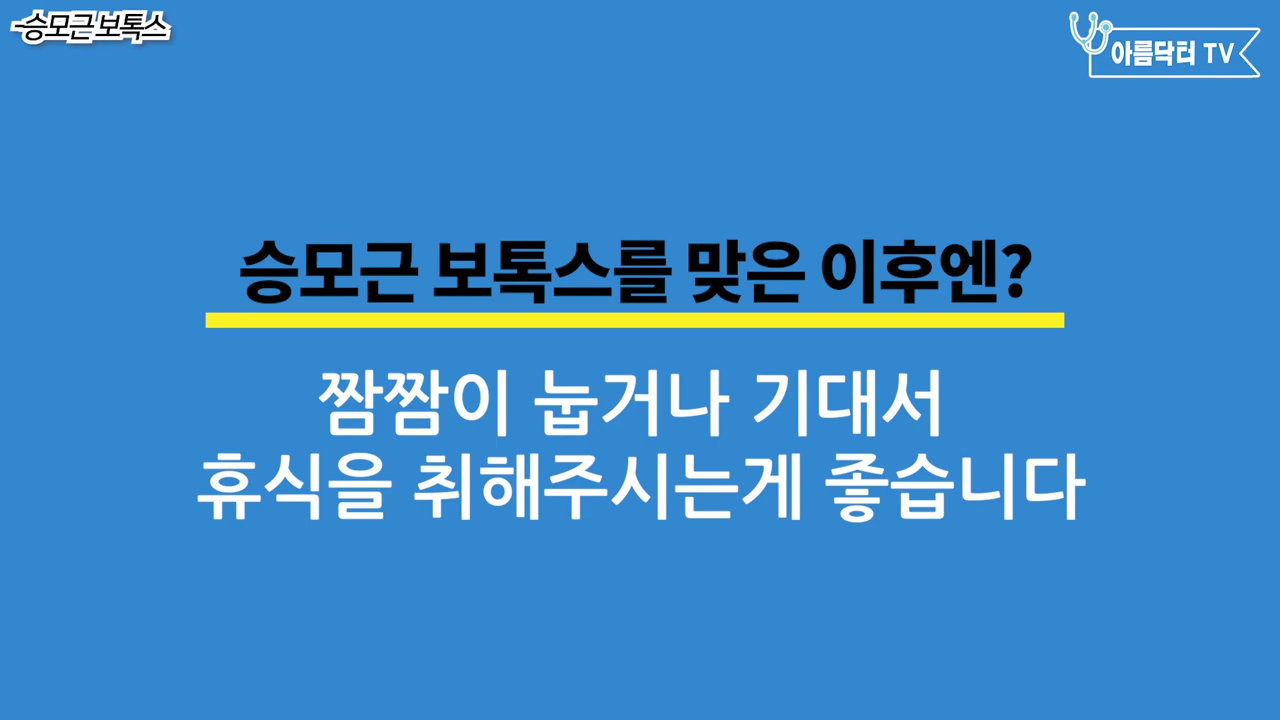 -승모근 보톡스
아름닥터 TV
승모근 보톡스를 맞은 이후엔?
짬짬이 눕거나 기대서
휴식을 취해주시는게 좋습니다